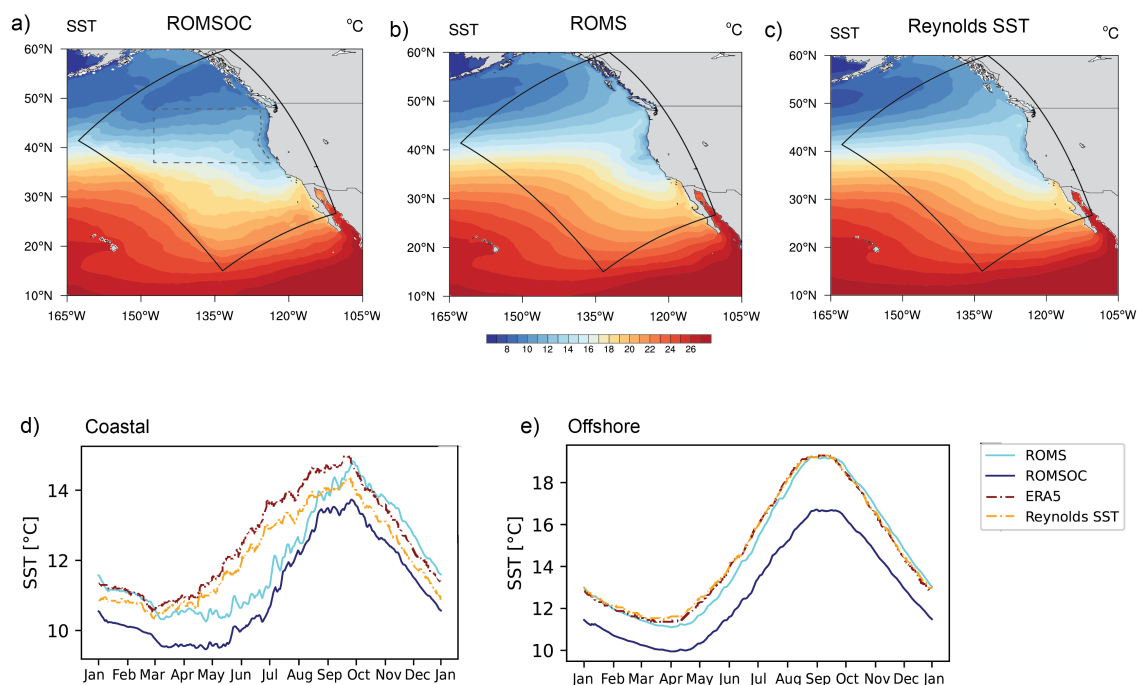 a) SST ROMSOC °C
b) SST ROMS °C
c) SST Reynolds SST °C
60°N
50°N
40°N
30°N
20°N
10°N
165°W 150°W 135°W 120°W 105°W
60°N
50°N
40°N
30°N
20°N
10°N
165°W 150°W 135°W 120°W 105°W
60°N
50°N
40°N
30°N
20°N
10°N
165°W 150°W 135°W 120°W 105°W
8 10 12 14 16 18 20 22 24 26
d) Coastal
SST [°C]
14
12
10
Jan Feb Mar Apr May Jun Jul Aug Sep Oct Nov Dec Jan
e) Offshore
SST [°C]
18
16
14
12
10
Jan Feb Mar Apr May Jun Jul Aug Sep Oct Nov Dec Jan
ROMS
ROMSOC
ERA5
Reynolds SST